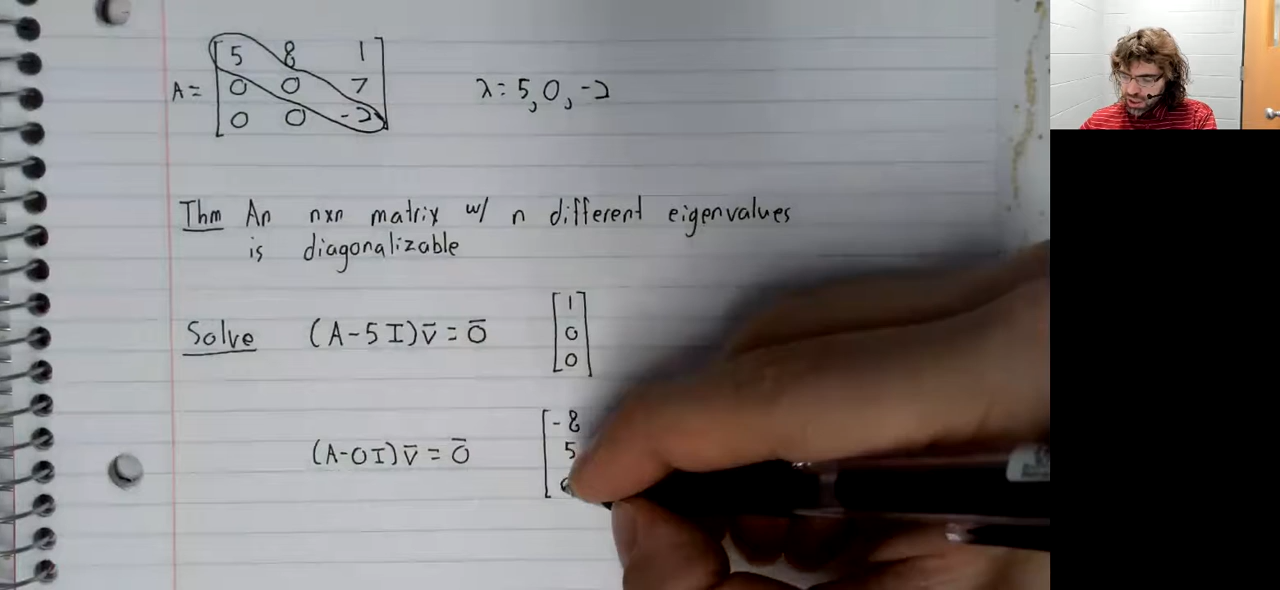 A = [ 5 8 1
0 0 7
0 0 -2 ]
λ = 5, 0, -2
Thm An n×n matrix w/ n different eigenvalues
is diagonalizable
Solve (A-5I)v̄ = 0̄ [ 1
0
0 ]
(A-0I)v̄ = 0̄ [ -8
5